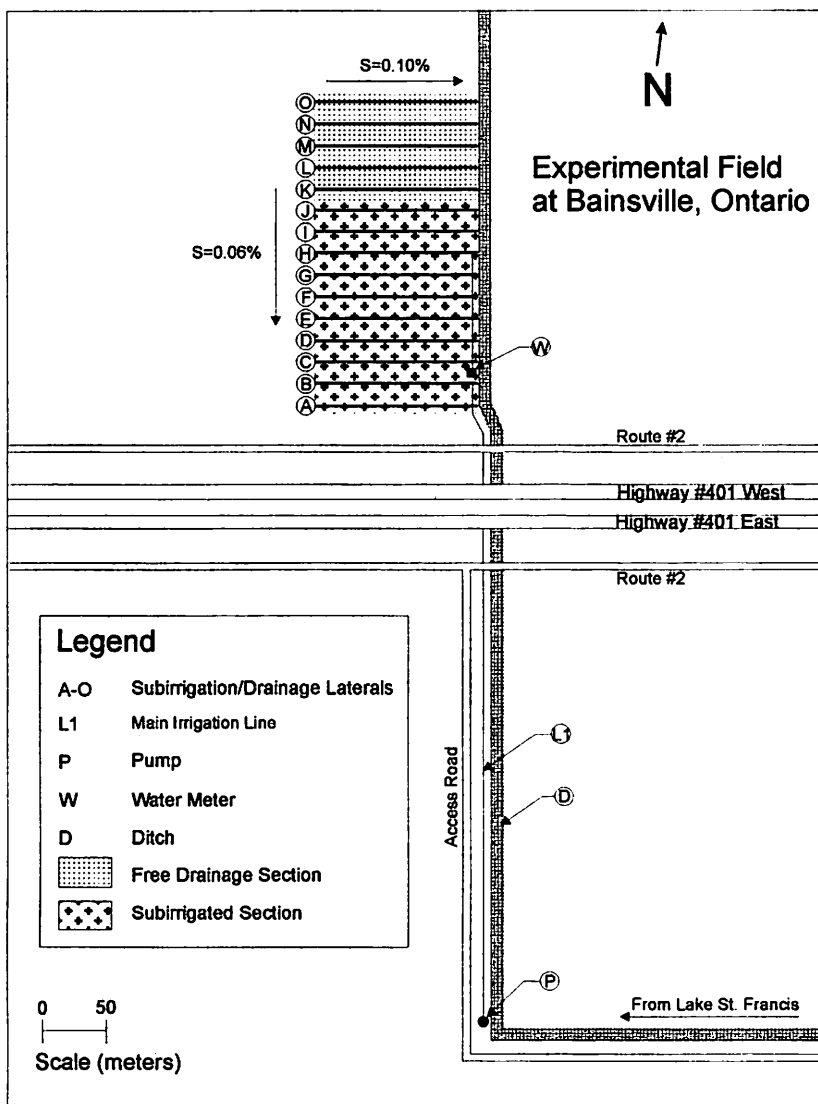 S=0.10%
N
Experimental Field
at Bainsville, Ontario
O
N
M
L
K
J
I
H
G
F
E
D
C
B
A
S=0.06%
W
Route #2
Highway #401 West
Highway #401 East
Route #2
Legend
A-O Subirrigation/Drainage Laterals
L1 Main Irrigation Line
P Pump
W Water Meter
D Ditch
Free Drainage Section
Subirrigated Section
Access Road
L1
D
P
From Lake St. Francis
0 50
Scale (meters)